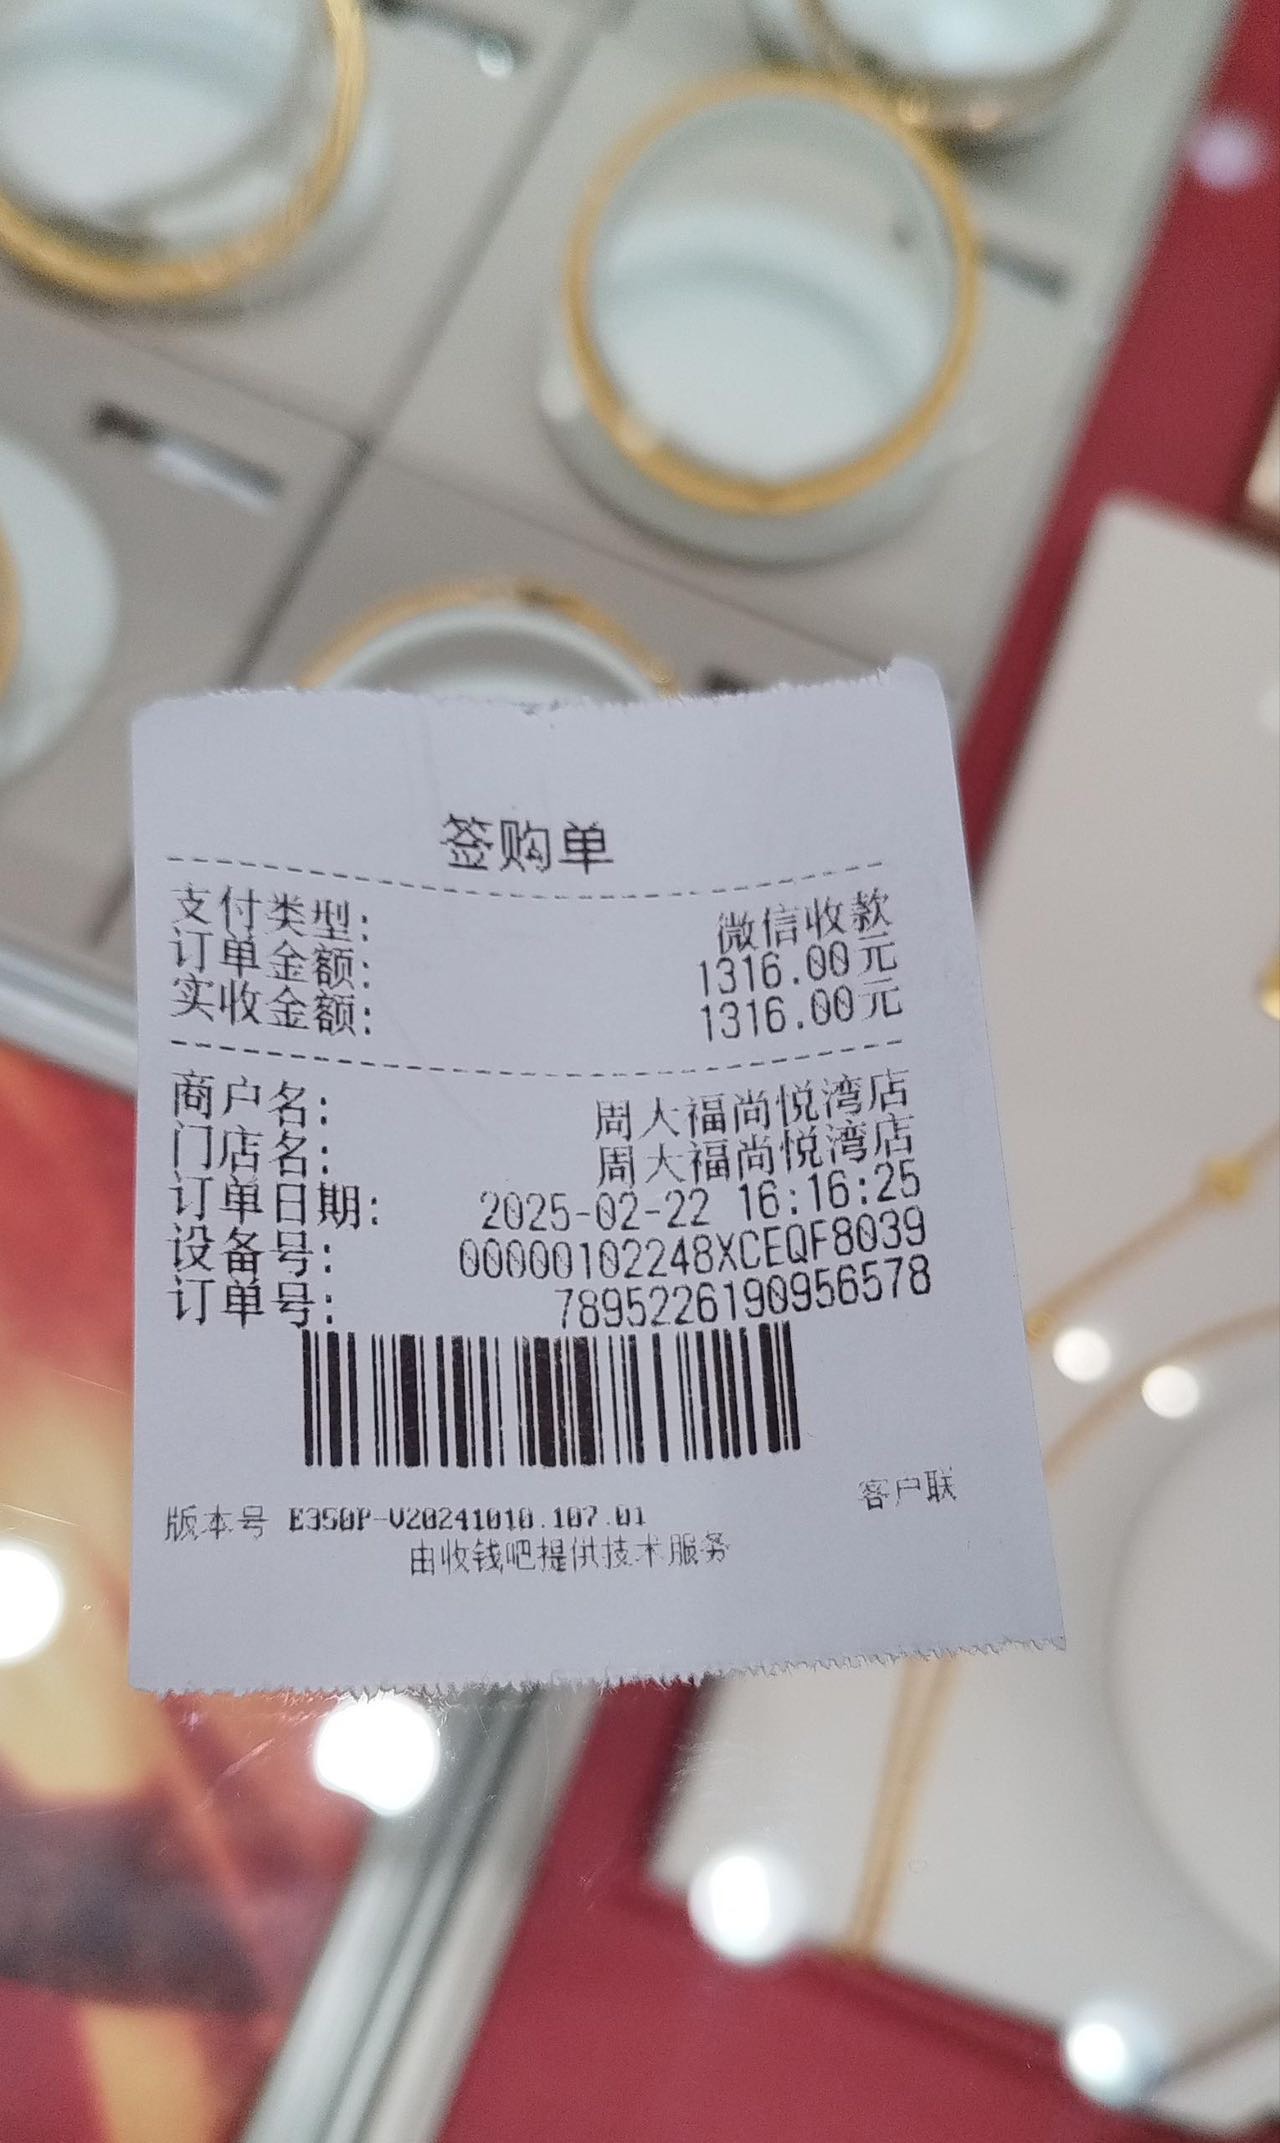 签购单
支付类型: 微信收款
订单金额: 1316.00元
实收金额: 1316.00元
商户名: 周大福尚悦湾店
门店名: 周大福尚悦湾店
订单日期: 2025-02-22 16:16:25
设备号: 00000102248XCEQF8039
订单号: 7895226190956578
客户联
版本号 E350P-V20241010.107.01
由收钱吧提供技术服务